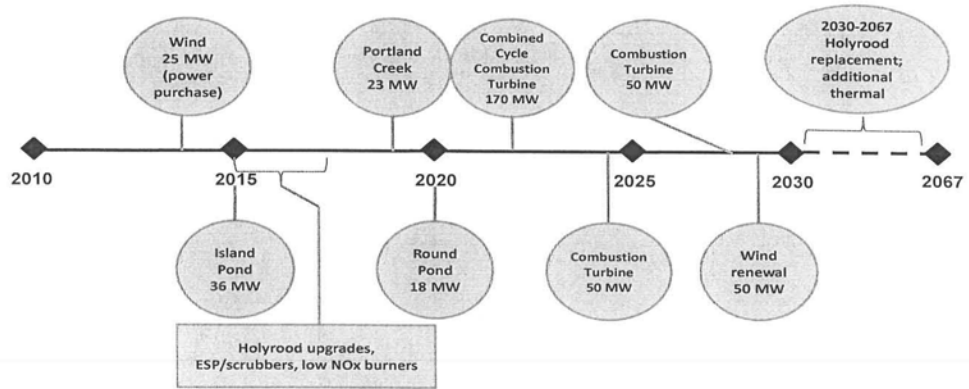 Wind
25 MW
(power
purchase)
Portland
Creek
23 MW
Combined
Cycle
Combustion
Turbine
170 MW
Combustion
Turbine
50 MW
2030-2067
Holyrood
replacement;
additional
thermal
2010
2015
2020
2025
2030
2067
Island
Pond
36 MW
Round
Pond
18 MW
Combustion
Turbine
50 MW
Wind
renewal
50 MW
Holyrood upgrades,
ESP/scrubbers, low NOx burners